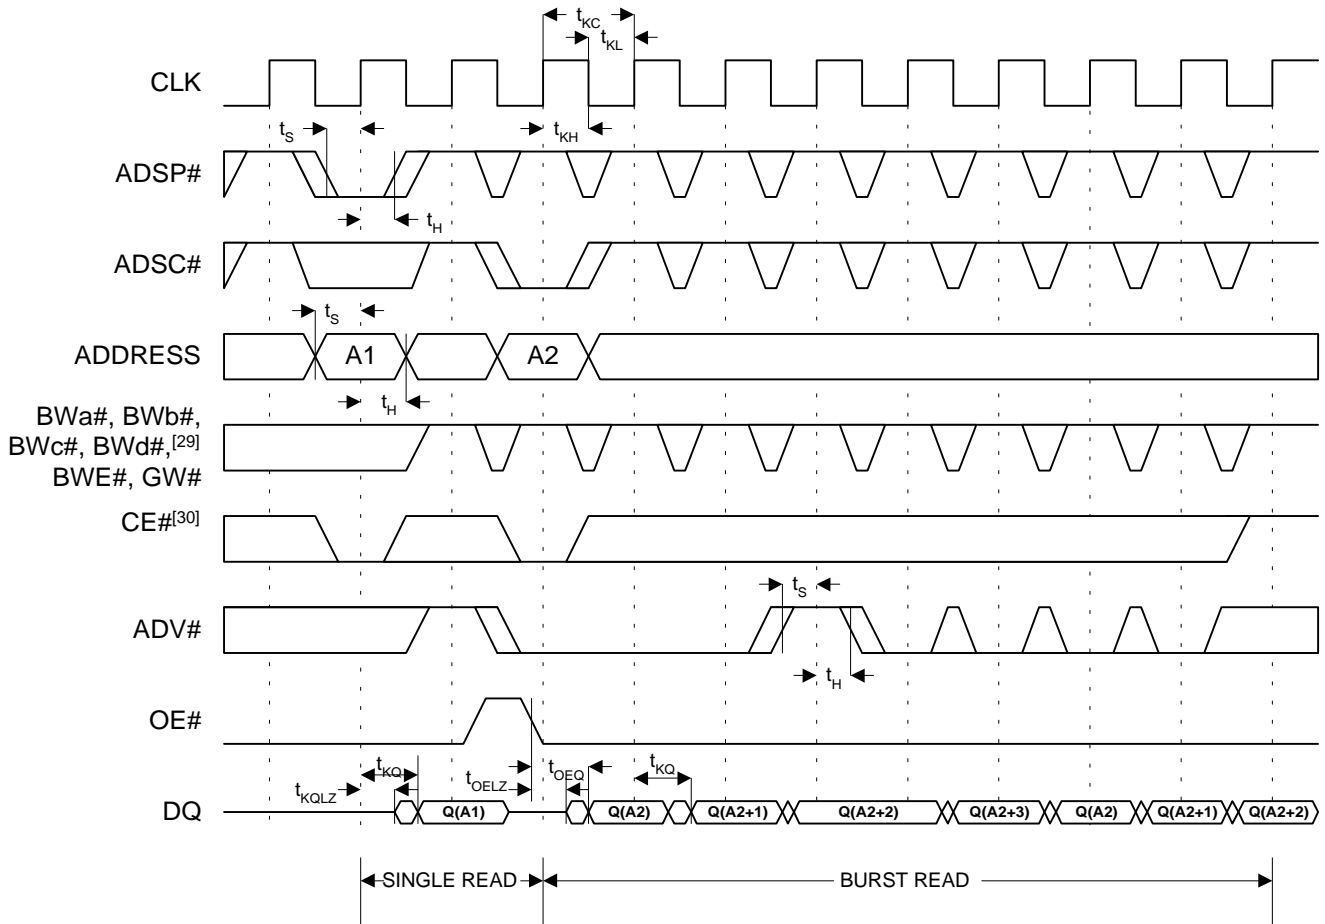 tKC
tKL
CLK
tS
tKH
ADSP#
tH
ADSC#
tS
ADDRESS
A1
A2
tH
BWa#, BWb#,
BWc#, BWd#,[29]
BWE#, GW#
CE#[30]
tS
ADV#
tH
OE#
tKQ
tOEQ
tKQ
tOELZ
tKQLZ
DQ
Q(A1)
Q(A2)
Q(A2+1)
Q(A2+2)
Q(A2+3)
Q(A2)
Q(A2+1)
Q(A2+2)
SINGLE READ
BURST READ